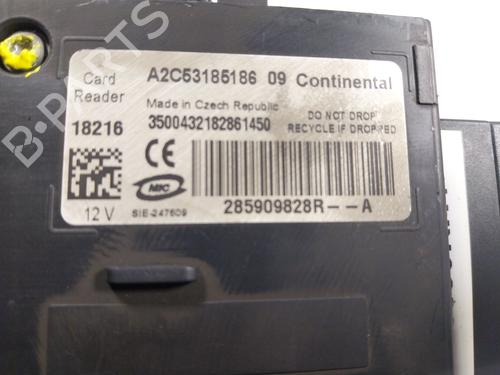 Card Reader
A2C53185186 09 Continental
Made in Czech Republic
18216
3500432182861450
DO NOT DROP
RECYCLE IF DROPPED
CE
MIC
12 V
SIE-247609
285909828R--A
B-PARTS